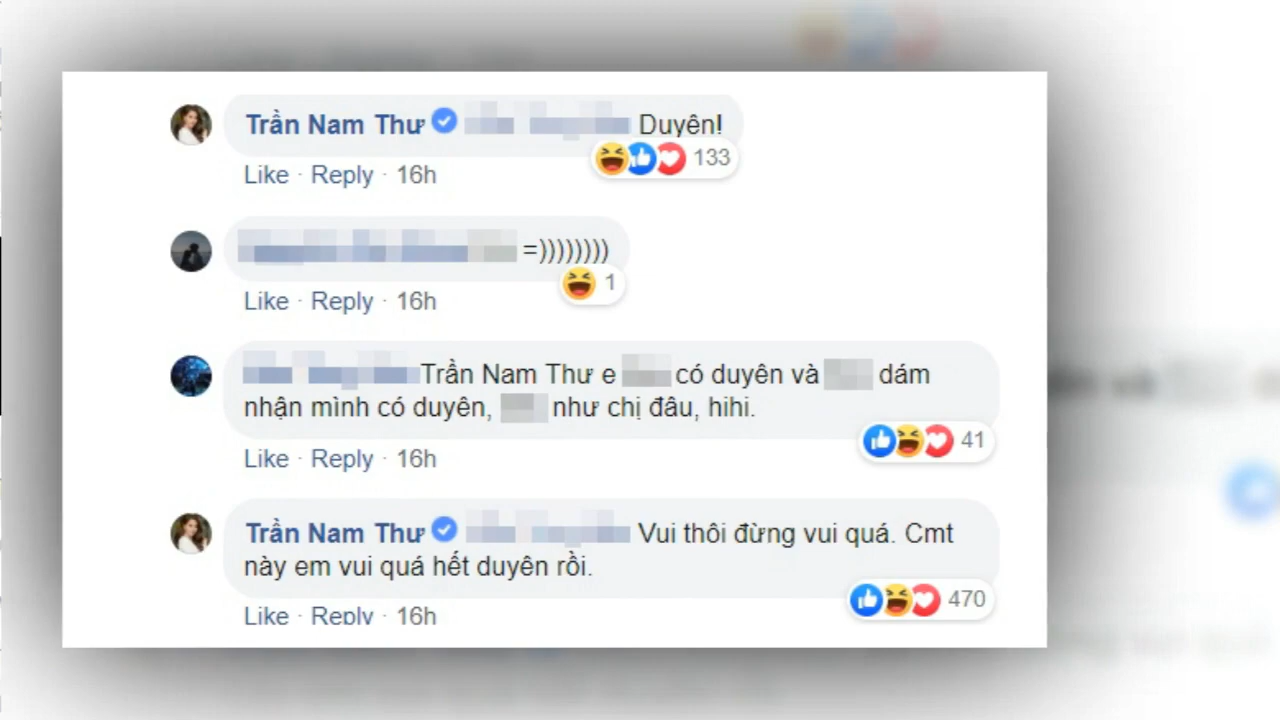 Trần Nam Thư Duyên!
133
Like · Reply · 16h
=))))))))
1
Like · Reply · 16h
Trần Nam Thư e có duyên và dám
nhận mình có duyên, như chị đâu, hihi.
41
Like · Reply · 16h
Trần Nam Thư Vui thôi đừng vui quá. Cmt
này em vui quá hết duyên rồi.
470
Like · Reply · 16h